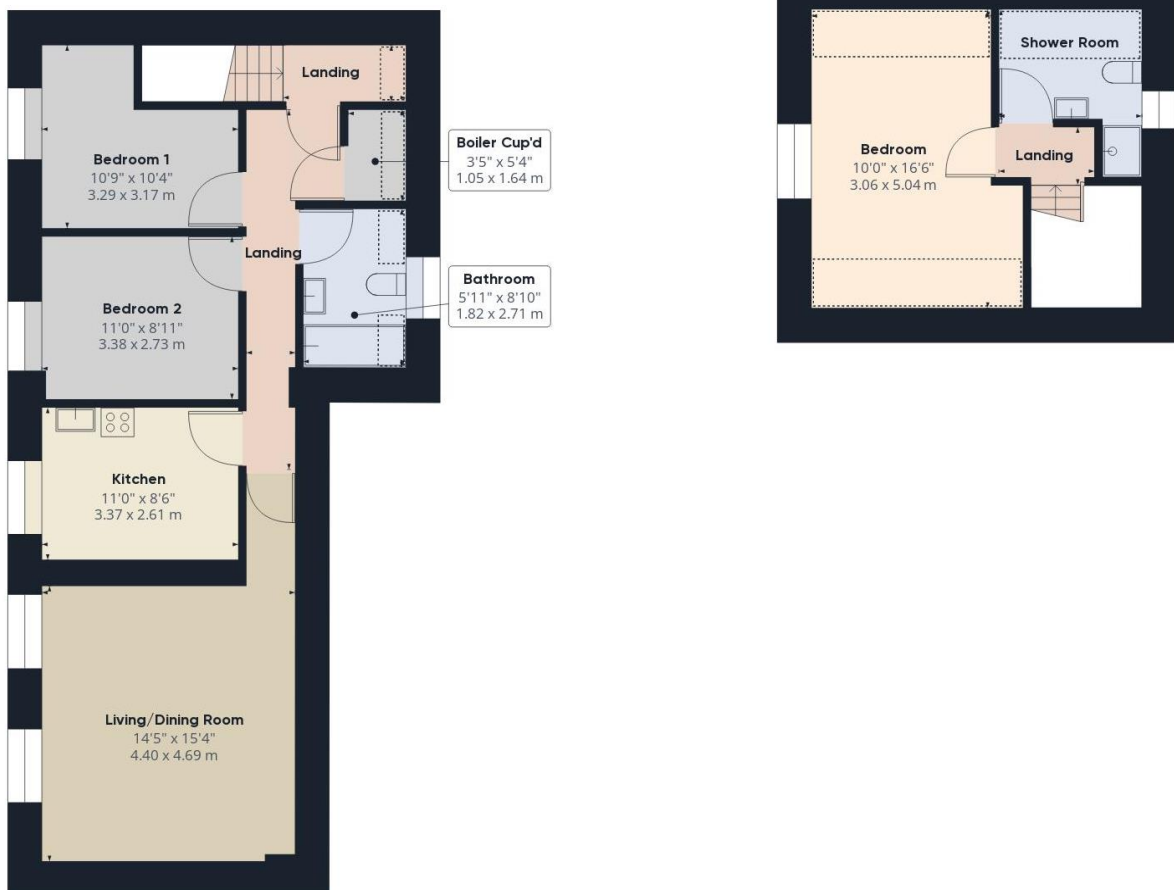 Landing
Bedroom 1
10'9" x 10'4"
3.29 x 3.17 m
Boiler Cup'd
3'5" x 5'4"
1.05 x 1.64 m
Landing
Bedroom 2
11'0" x 8'11"
3.38 x 2.73 m
Bathroom
5'11" x 8'10"
1.82 x 2.71 m
Kitchen
11'0" x 8'6"
3.37 x 2.61 m
Living/Dining Room
14'5" x 15'4"
4.40 x 4.69 m
Shower Room
Bedroom
10'0" x 16'6"
3.06 x 5.04 m
Landing